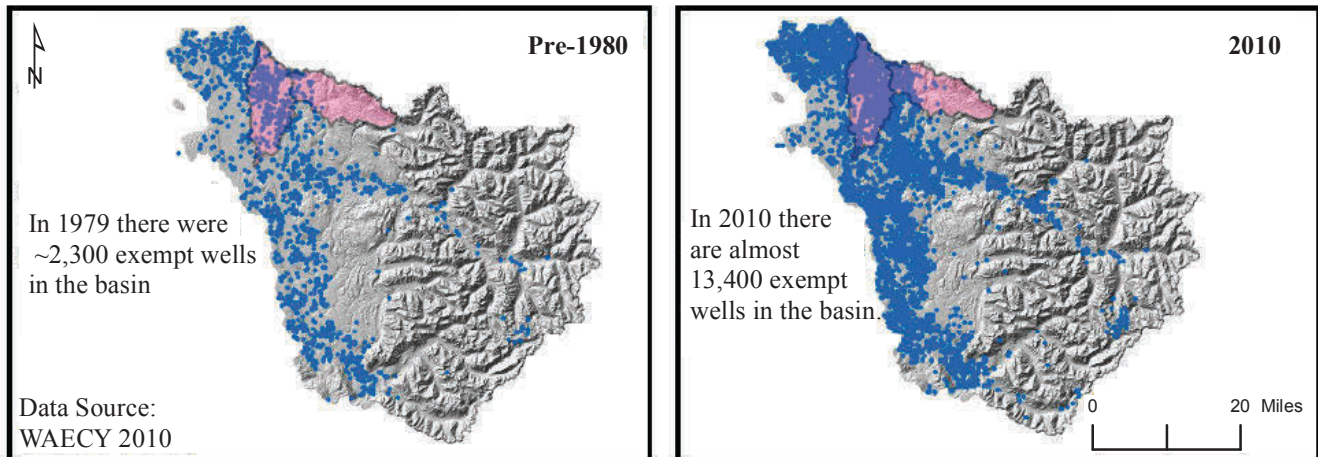 N
Pre-1980
In 1979 there were
~2,300 exempt wells
in the basin
Data Source:
WAECY 2010
2010
In 2010 there
are almost
13,400 exempt
wells in the basin.
0 20 Miles